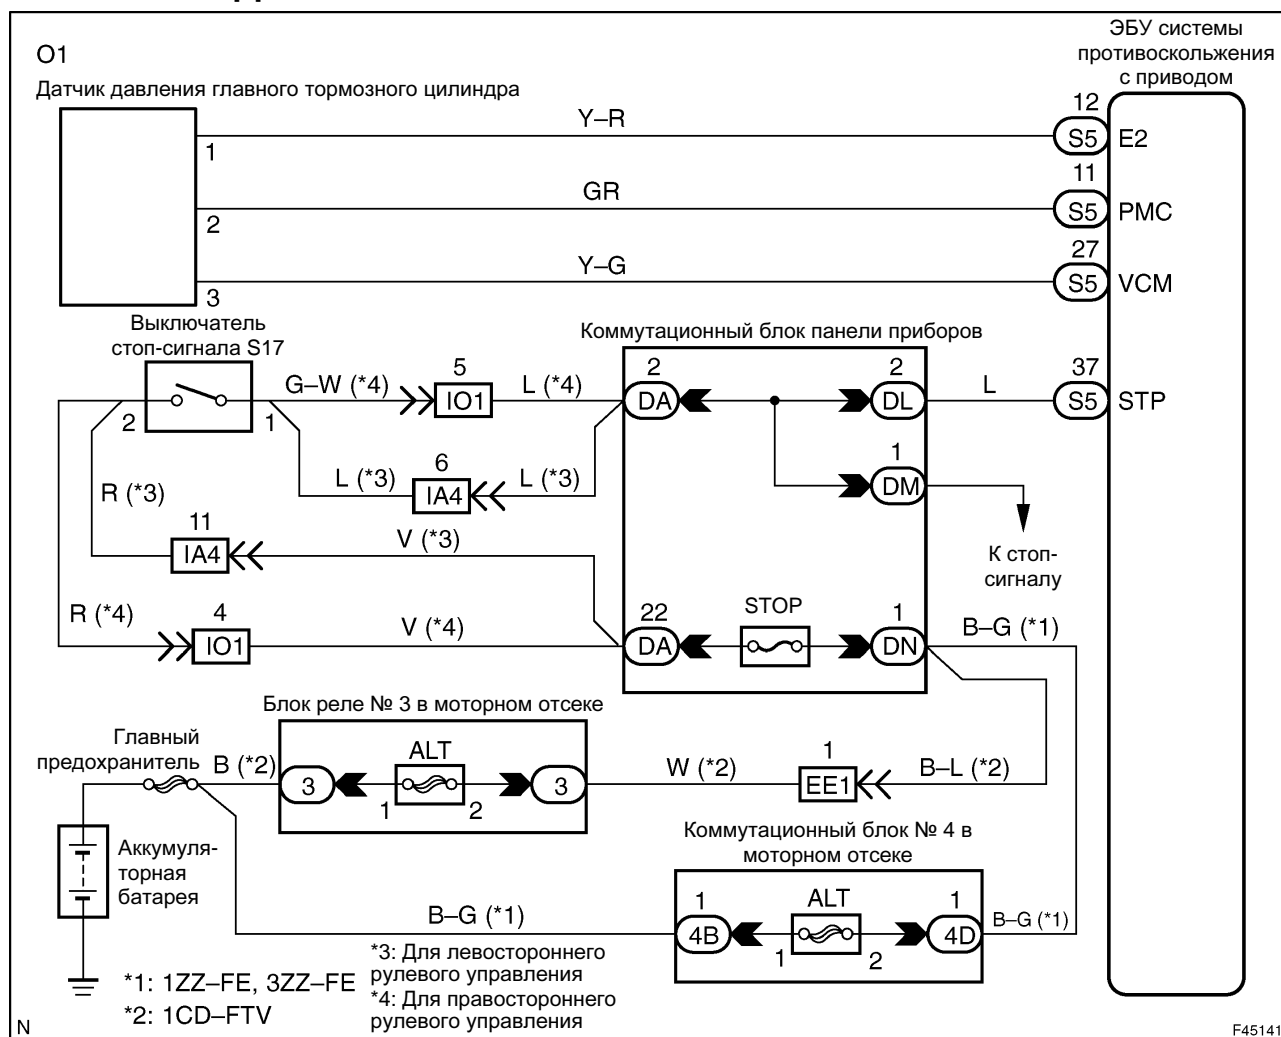 ЭБУ системы
противоскольжения
с приводом
O1
Датчик давления главного тормозного цилиндра
Y–R
12
1
S5
E2
GR
11
2
S5
PMC
Y–G
27
3
S5
VCM
Выключатель
стоп-сигнала S17
Коммутационный блок панели приборов
G–W (*4)
5
IO1
L (*4)
2
DA
2
DL
L
37
S5
STP
2
1
L (*3)
6
IA4
L (*3)
1
DM
R (*3)
11
IA4
V (*3)
К стоп-
сигналу
R (*4)
4
IO1
V (*4)
22
DA
STOP
1
DN
B–G (*1)
Блок реле № 3 в моторном отсеке
Главный
предохранитель
B (*2)
3
ALT
1
2
3
W (*2)
1
EE1
B–L (*2)
Аккумуля-
торная
батарея
Коммутационный блок № 4 в
моторном отсеке
B–G (*1)
1
4B
ALT
1
2
1
4D
B–G (*1)
*1: 1ZZ–FE, 3ZZ–FE
*2: 1CD–FTV
*3: Для левостороннего
рулевого управления
*4: Для правостороннего
рулевого управления
N
F45141